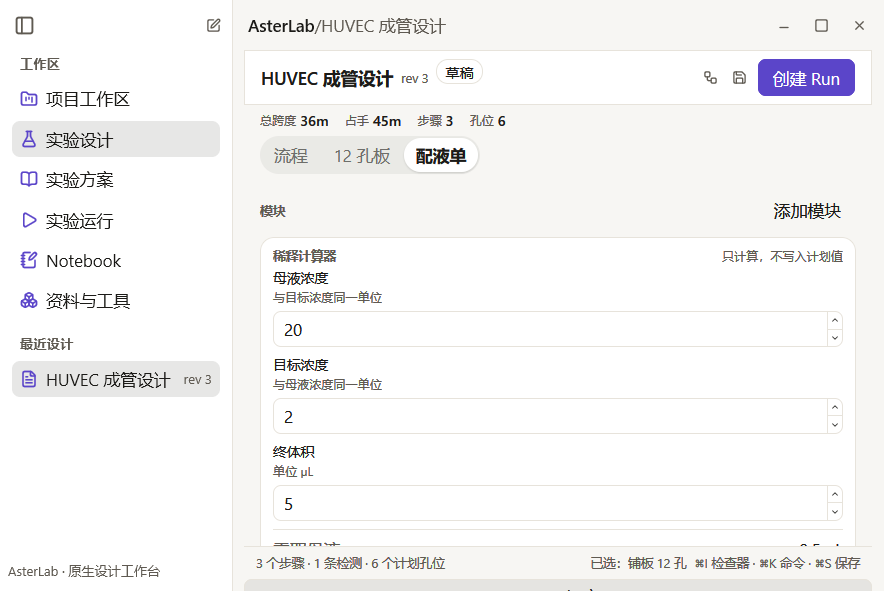 AsterLab/HUVEC 成管设计
工作区
项目工作区
实验设计
实验方案
实验运行
Notebook
资料与工具
最近设计
HUVEC 成管设计 rev 3
AsterLab · 原生设计工作台
HUVEC 成管设计 rev 3 草稿
创建 Run
总跨度 36m 占手 45m 步骤 3 孔位 6
流程 12 孔板 配液单
模块 添加模块
稀释计算器 只计算，不写入计划值
母液浓度
与目标浓度同一单位
20
目标浓度
与母液浓度同一单位
2
终体积
单位 µL
5
3 个步骤 · 1 条检测 · 6 个计划孔位
已选：铺板 12 孔 ⌘I 检查器 · ⌘K 命令 · ⌘S 保存